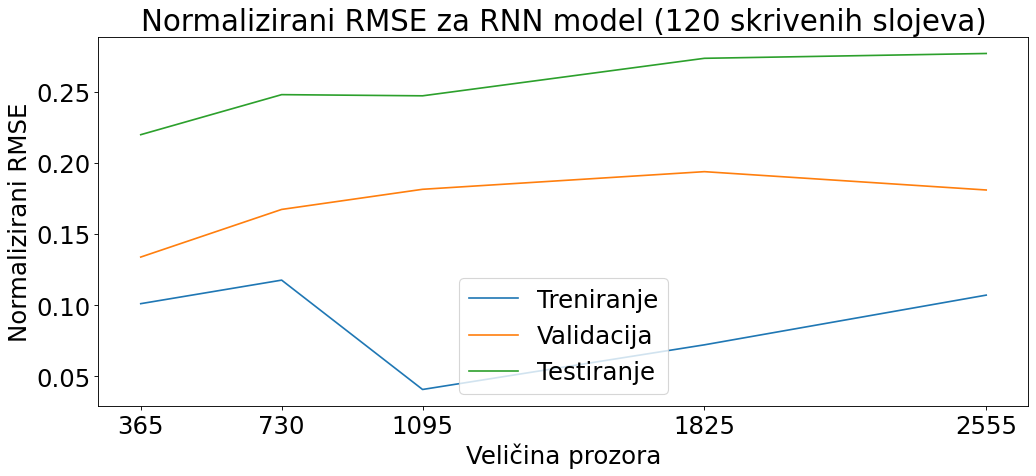 Normalizirani RMSE za RNN model (120 skrivenih slojeva)
Normalizirani RMSE
0.25
0.20
0.15
0.10
0.05
Treniranje
Validacija
Testiranje
365 730 1095 1825 2555
Veličina prozora